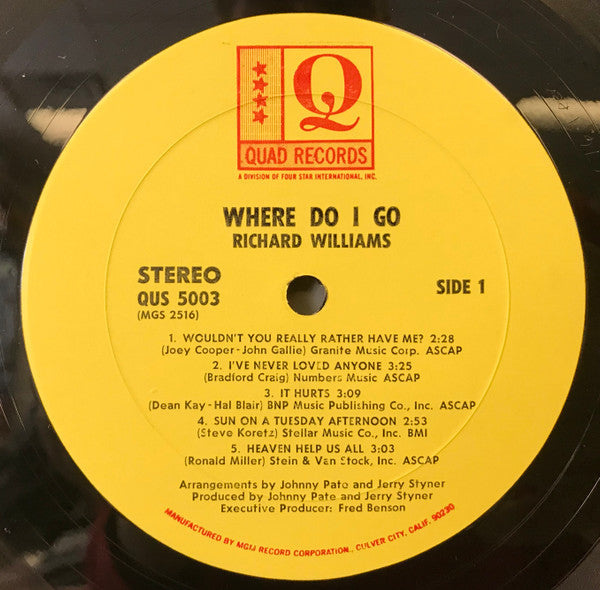 Q
QUAD RECORDS
A DIVISION OF FOUR STAR INTERNATIONAL, INC.
WHERE DO I GO
RICHARD WILLIAMS
STEREO
QUS 5003
(MGS 2516)
SIDE 1
1. WOULDN'T YOU REALLY RATHER HAVE ME? 2:28
(Joey Cooper-John Gallie) Granite Music Corp. ASCAP
2. I'VE NEVER LOVED ANYONE 3:25
(Bradford Craig) Numbers Music ASCAP
3. IT HURTS 3:09
(Dean Kay-Hal Blair) BNP Music Publishing Co., Inc. ASCAP
4. SUN ON A TUESDAY AFTERNOON 2:53
(Steve Koretz) Stellar Music Co., Inc. BMI
5. HEAVEN HELP US ALL 3:03
(Ronald Miller) Stein & Van Stock, Inc. ASCAP
Arrangements by Johnny Pate and Jerry Styner
Produced by Johnny Pate and Jerry Styner
Executive Producer: Fred Benson
MANUFACTURED BY MGM RECORD CORPORATION., CULVER CITY, CALIF. 90230